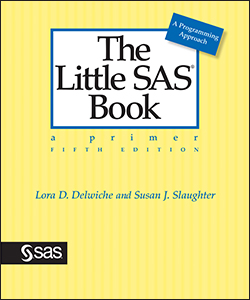 A Programming
Approach
The
Little SAS®
Book
a primer
FIFTH EDITION
Lora D. Delwiche and Susan J. Slaughter
sas